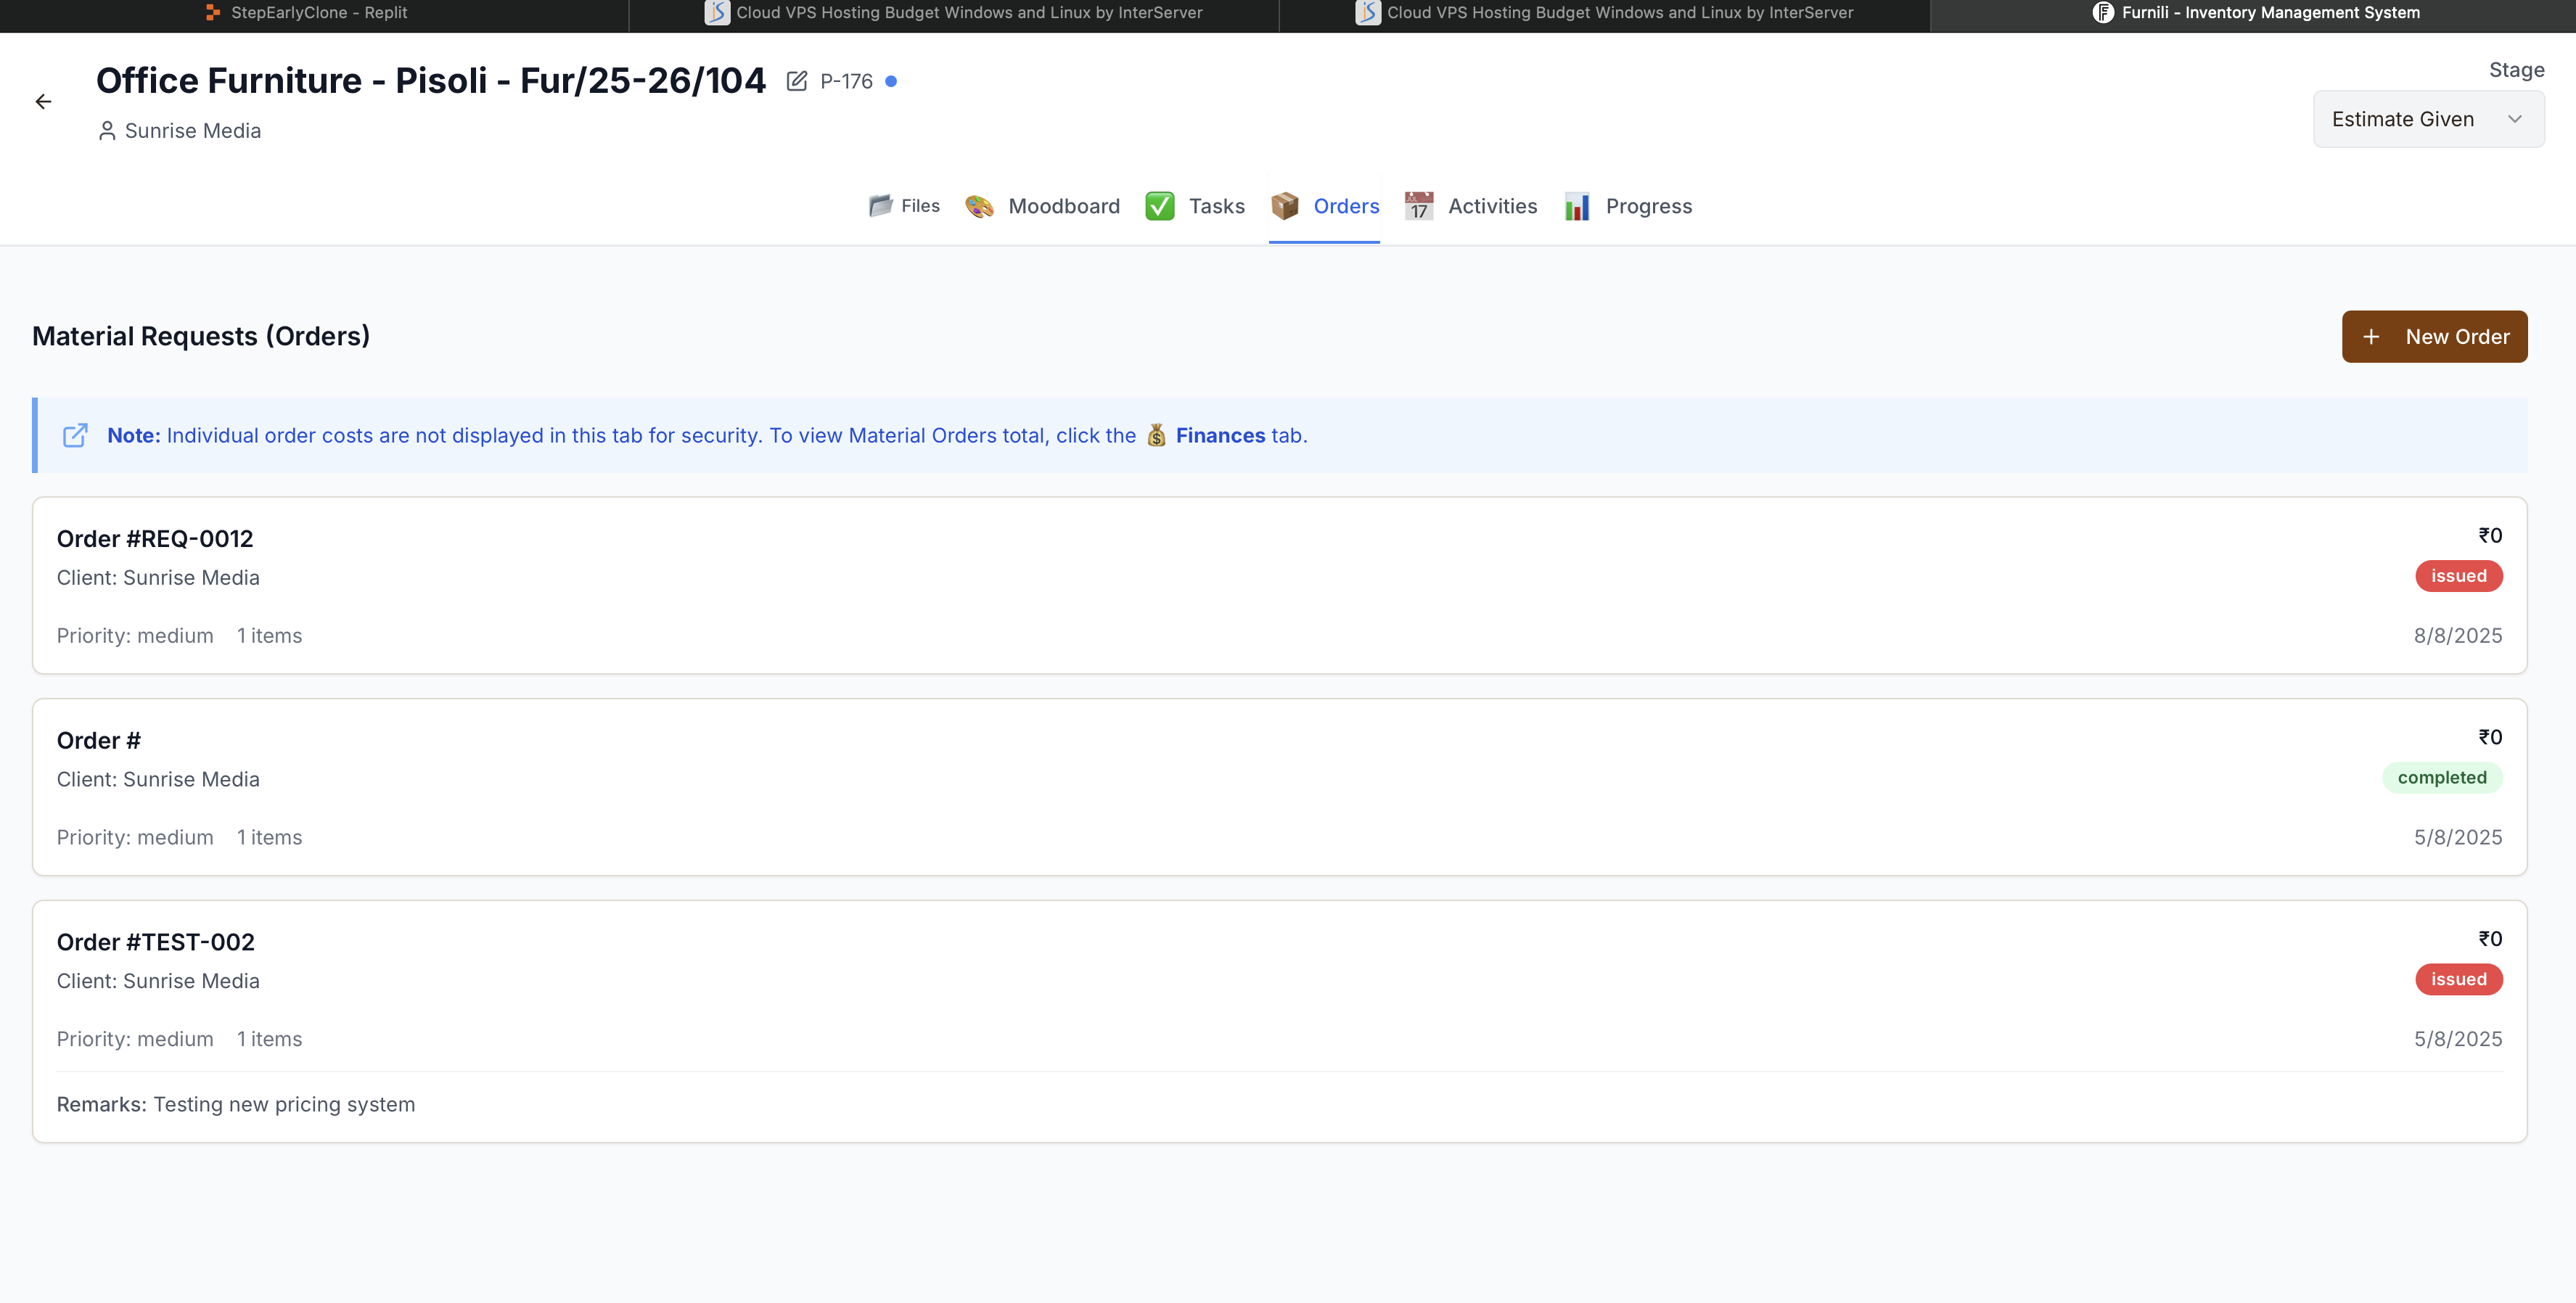 StepEarlyClone - Replit
Cloud VPS Hosting Budget Windows and Linux by InterServer
Cloud VPS Hosting Budget Windows and Linux by InterServer
Furnili - Inventory Management System
Office Furniture - Pisoli - Fur/25-26/104 P-176
Sunrise Media
Stage
Estimate Given
Files Moodboard Tasks Orders Activities Progress
Material Requests (Orders)
New Order
Note: Individual order costs are not displayed in this tab for security. To view Material Orders total, click the 💰 Finances tab.
Order #REQ-0012
₹0
Client: Sunrise Media
issued
Priority: medium 1 items
8/8/2025
Order #
₹0
Client: Sunrise Media
completed
Priority: medium 1 items
5/8/2025
Order #TEST-002
₹0
Client: Sunrise Media
issued
Priority: medium 1 items
5/8/2025
Remarks: Testing new pricing system